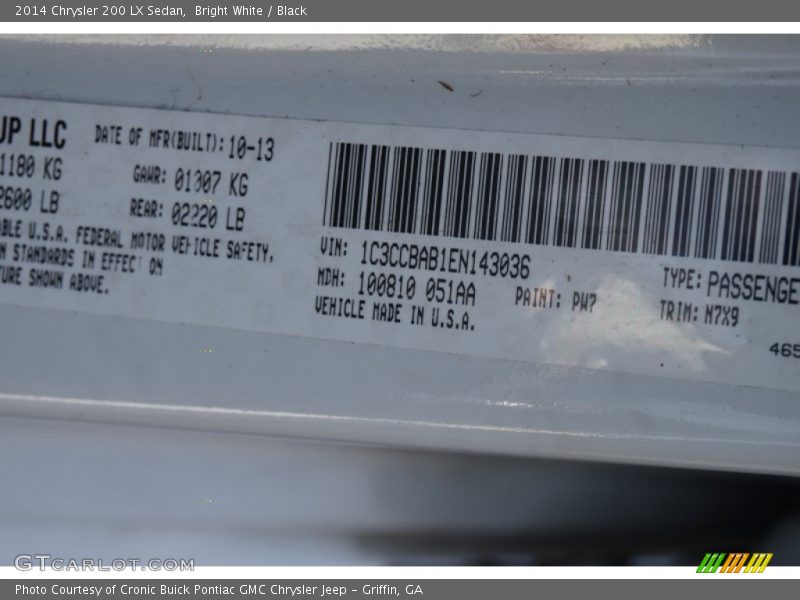 2014 Chrysler 200 LX Sedan, Bright White / Black
UP LLC DATE OF MFR(BUILT): 10-13
1180 KG GAWR: 01007 KG
2600 LB REAR: 02220 LB
BLE U.S.A. FEDERAL MOTOR VEHICLE SAFETY,
N STANDARDS IN EFFECT ON
TURE SHOWN ABOVE.
VIN: 1C3CCBAB1EN143036 TYPE: PASSENGE
MDH: 100810 051AA PAINT: PW7 TRIM: M7X9
VEHICLE MADE IN U.S.A.
465
GTCARLOT.COM
Photo Courtesy of Cronic Buick Pontiac GMC Chrysler Jeep - Griffin, GA